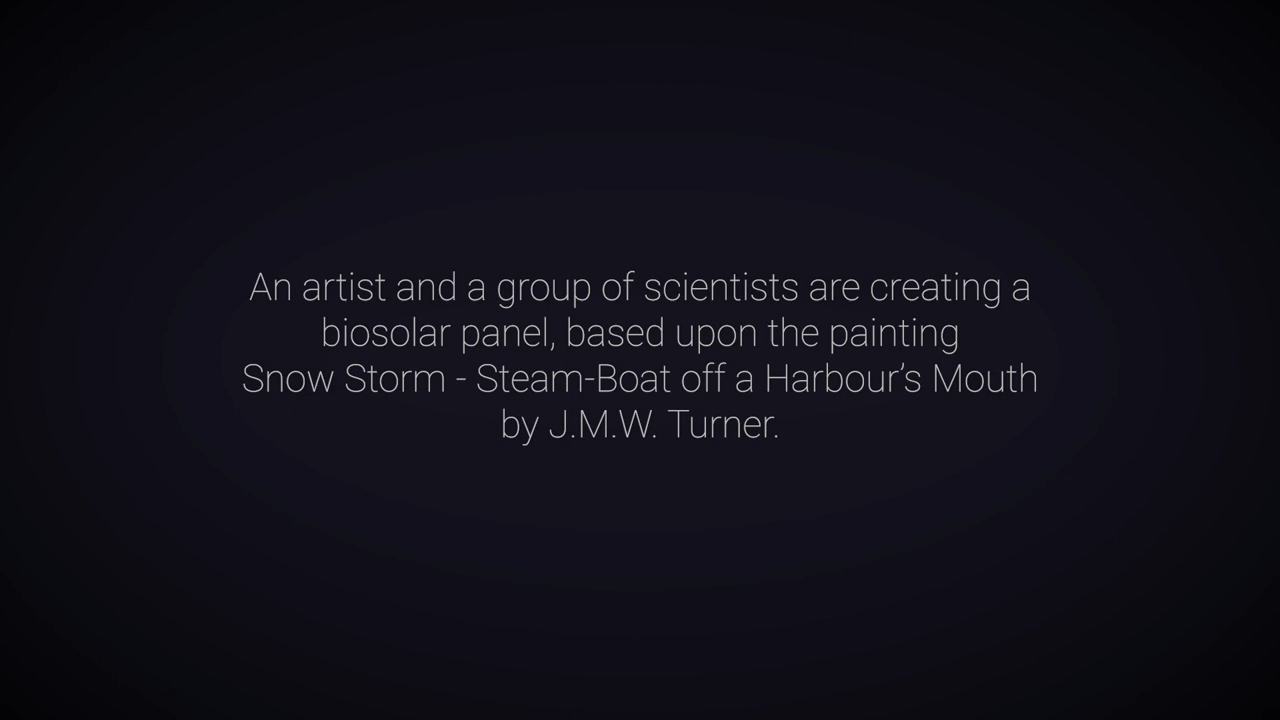 An artist and a group of scientists are creating a
biosolar panel, based upon the painting
Snow Storm - Steam-Boat off a Harbour’s Mouth
by J.M.W. Turner.